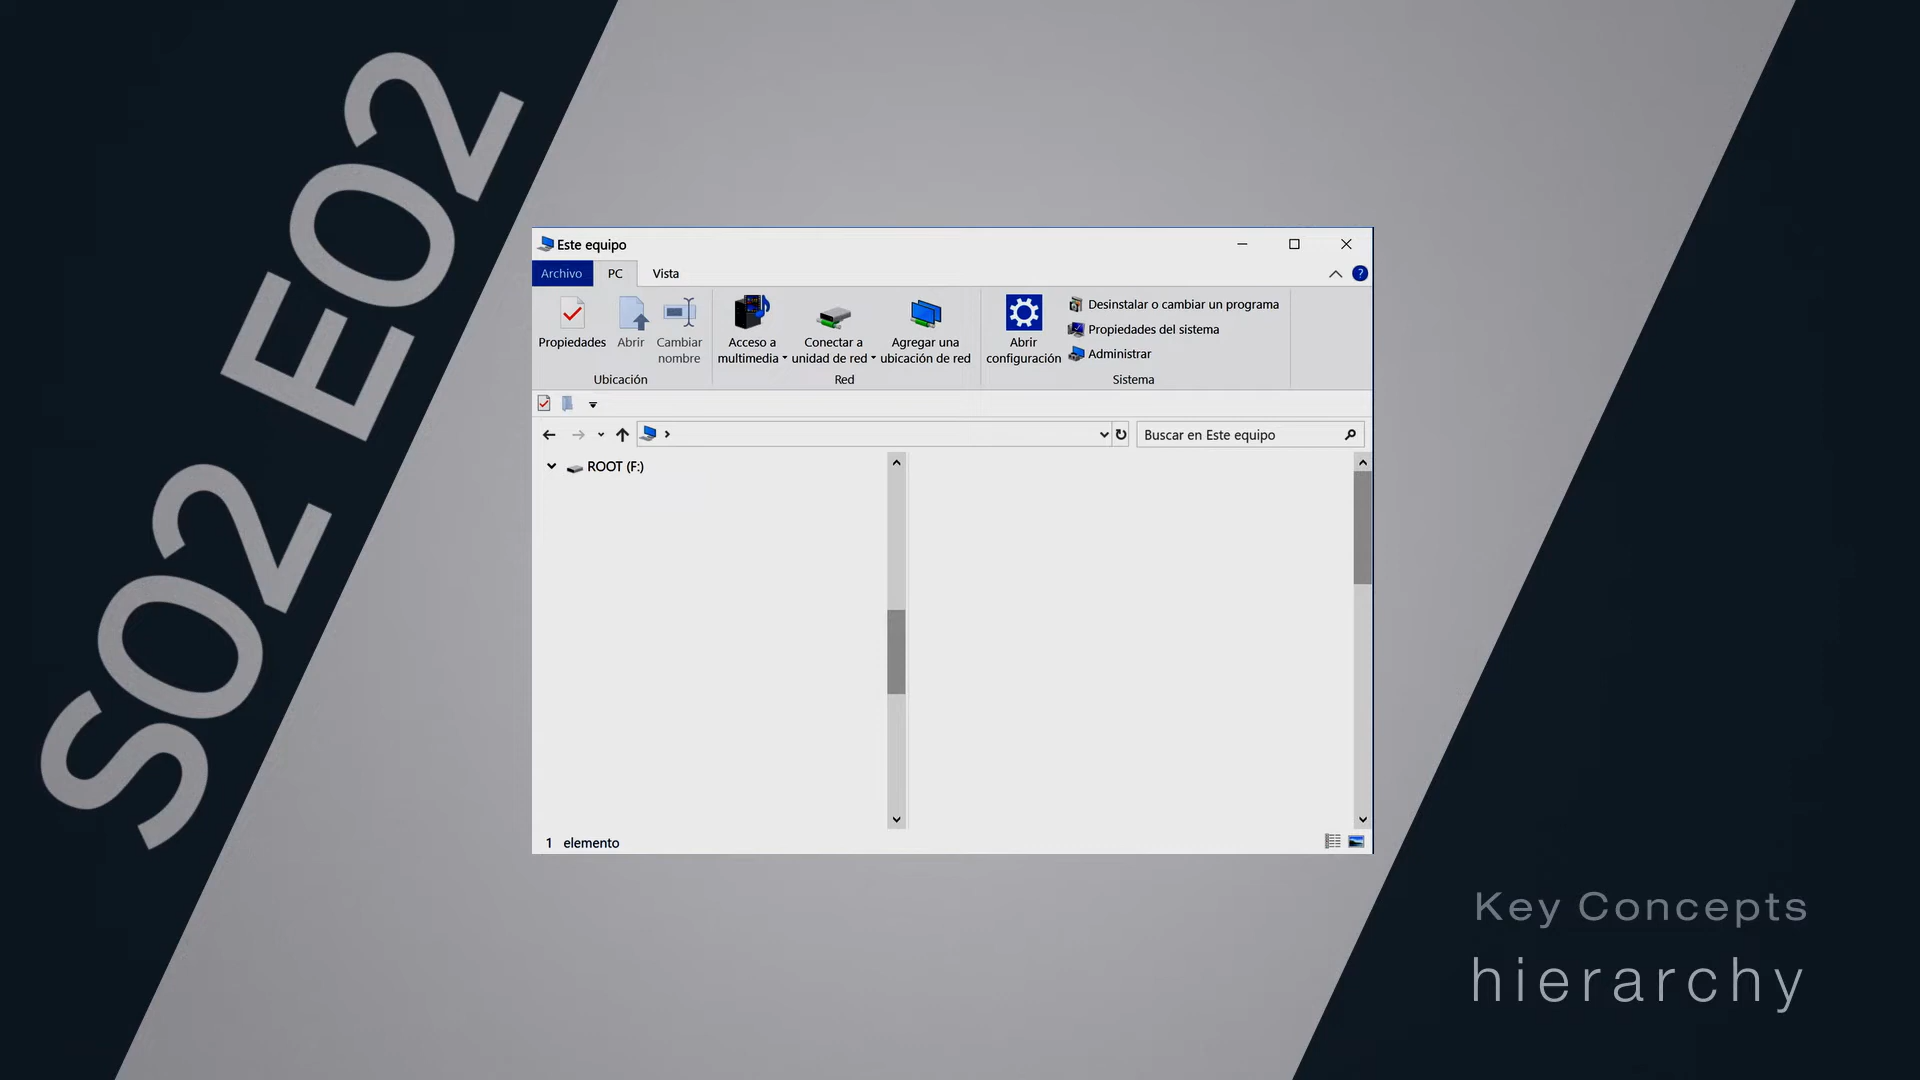 S02 E02
Este equipo
Archivo PC Vista
?
Propiedades
Abrir
Cambiar
nombre
Ubicación
Acceso a
multimedia
Conectar a
unidad de red
Agregar una
ubicación de red
Red
Abrir
configuración
Desinstalar o cambiar un programa
Propiedades del sistema
Administrar
Sistema
Buscar en Este equipo
ROOT (F:)
1 elemento
Key Concepts
hierarchy